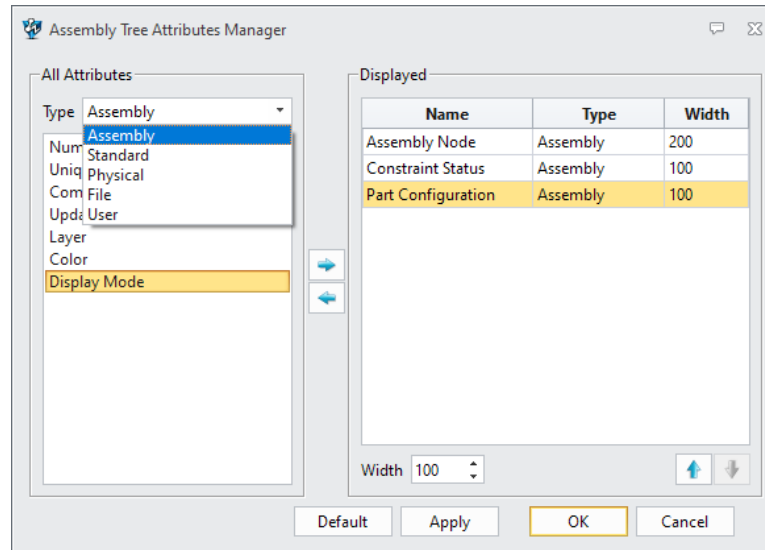 Assembly Tree Attributes Manager
All Attributes
Type Assembly
Assembly
Standard
Physical
File
User
Layer
Color
Display Mode
Displayed
Name Type Width
Assembly Node Assembly 200
Constraint Status Assembly 100
Part Configuration Assembly 100
Width 100
Default Apply OK Cancel